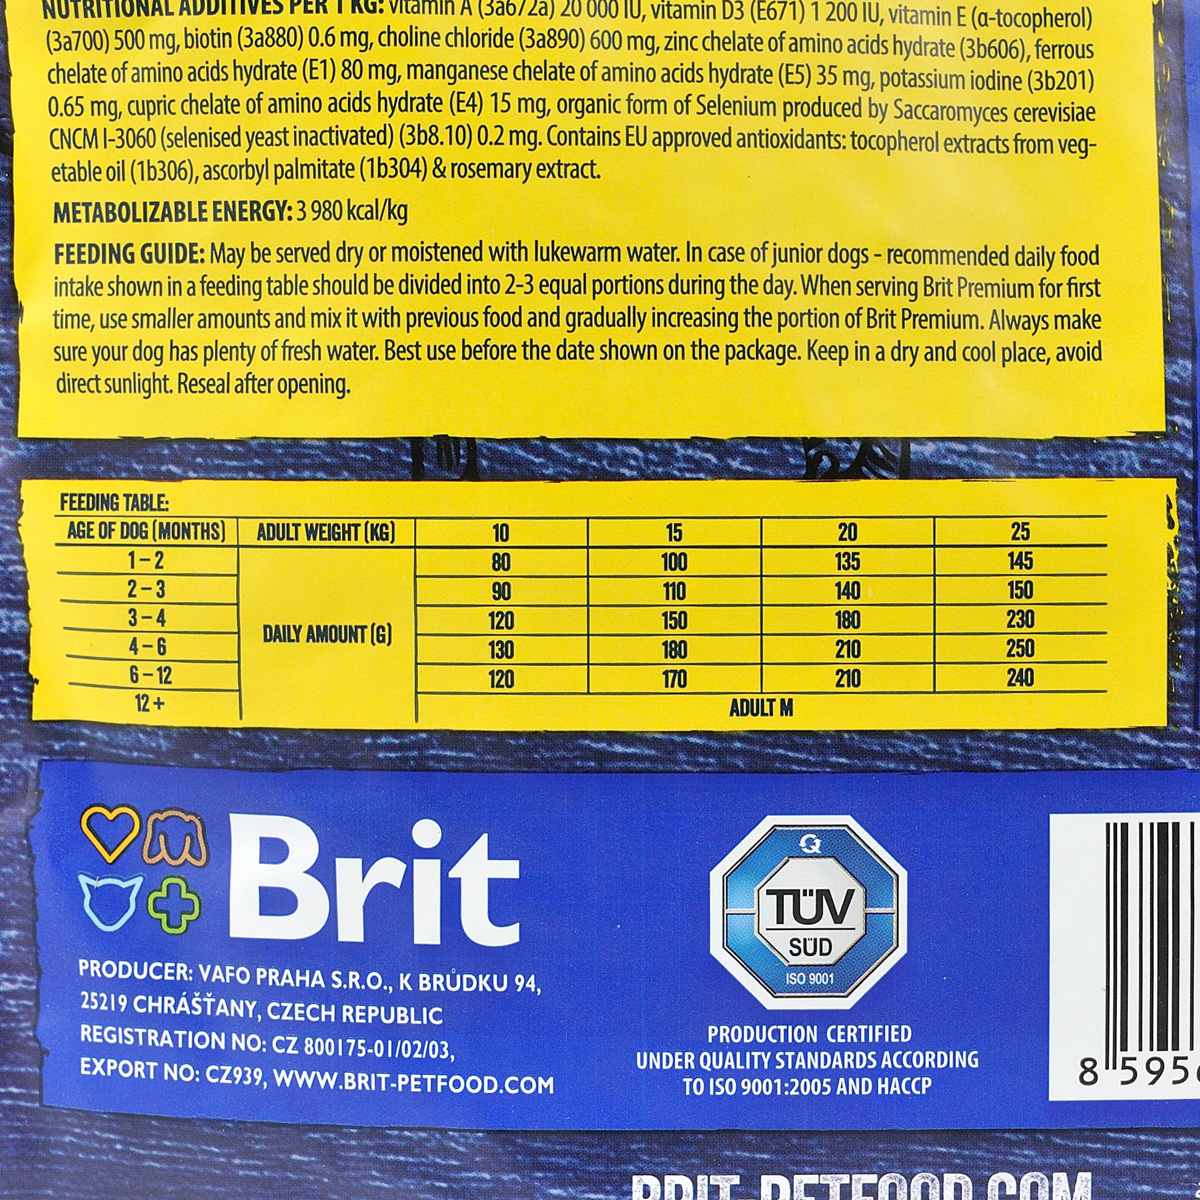 NUTRITIONAL ADDITIVES PER 1 KG: vitamin A (3a672a) 20 000 IU, vitamin D3 (E671) 1 200 IU, vitamin E (α-tocopherol)
(3a700) 500 mg, biotin (3a880) 0.6 mg, choline chloride (3a890) 600 mg, zinc chelate of amino acids hydrate (3b606), ferrous
chelate of amino acids hydrate (E1) 80 mg, manganese chelate of amino acids hydrate (E5) 35 mg, potassium iodine (3b201)
0.65 mg, cupric chelate of amino acids hydrate (E4) 15 mg, organic form of Selenium produced by Saccaromyces cerevisiae
CNCM I-3060 (selenised yeast inactivated) (3b8.10) 0.2 mg. Contains EU approved antioxidants: tocopherol extracts from veg-
etable oil (1b306), ascorbyl palmitate (1b304) & rosemary extract.
METABOLIZABLE ENERGY: 3 980 kcal/kg
FEEDING GUIDE: May be served dry or moistened with lukewarm water. In case of junior dogs - recommended daily food
intake shown in a feeding table should be divided into 2-3 equal portions during the day. When serving Brit Premium for first
time, use smaller amounts and mix it with previous food and gradually increasing the portion of Brit Premium. Always make
sure your dog has plenty of fresh water. Best use before the date shown on the package. Keep in a dry and cool place, avoid
direct sunlight. Reseal after opening.
FEEDING TABLE:
AGE OF DOG (MONTHS) ADULT WEIGHT (KG) 10 15 20 25
1 – 2 80 100 135 145
2 – 3 90 110 140 150
3 – 4 120 150 180 230
DAILY AMOUNT (G)
4 – 6 130 180 210 250
6 – 12 120 170 210 240
12 + ADULT M
Brit
PRODUCER: VAFO PRAHA S.R.O., K BRŮDKU 94,
25219 CHRÁŠŤANY, CZECH REPUBLIC
REGISTRATION NO: CZ 800175-01/02/03,
EXPORT NO: CZ939, WWW.BRIT-PETFOOD.COM
TÜV
SÜD
ISO 9001
PRODUCTION CERTIFIED
UNDER QUALITY STANDARDS ACCORDING
TO ISO 9001:2005 AND HACCP
8 595
BRIT-PETFOOD.COM